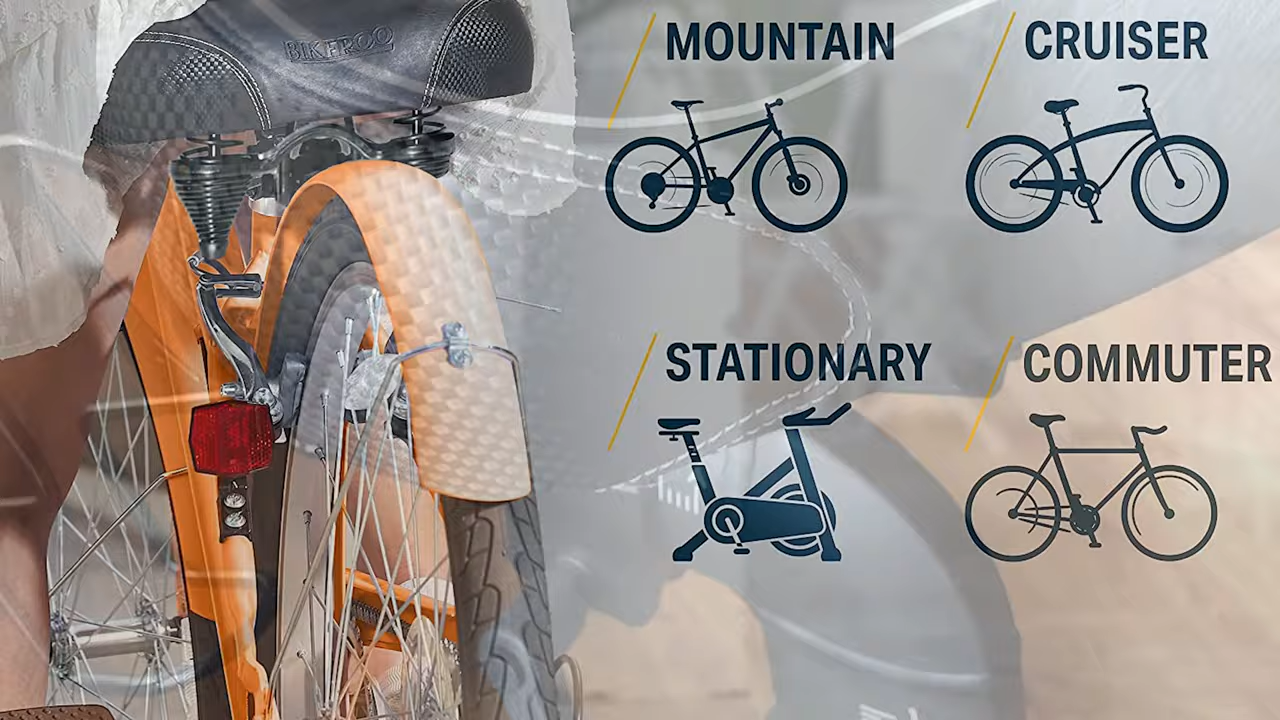 BIKEROO
MOUNTAIN
CRUISER
STATIONARY
COMMUTER